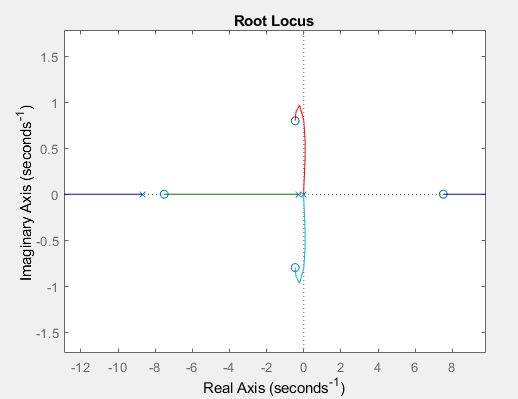 Root Locus
Imaginary Axis (seconds⁻¹)
1.5
1
0.5
0
-0.5
-1
-1.5
-12 -10 -8 -6 -4 -2 0 2 4 6 8
Real Axis (seconds⁻¹)